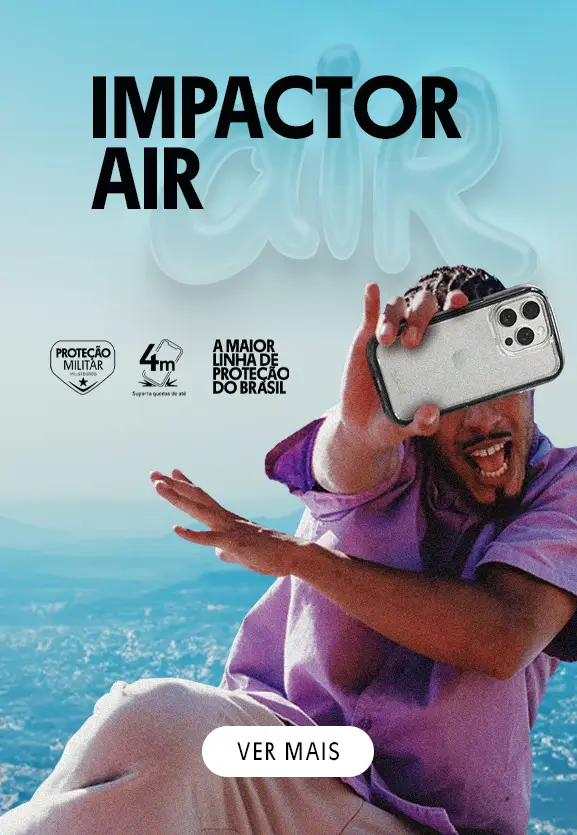 IMPACTOR
AIR
aiR
PROTEÇÃO
MILITAR
4m
Suporta quedas de até
A MAIOR
LINHA DE
PROTEÇÃO
DO BRASIL
VER MAIS